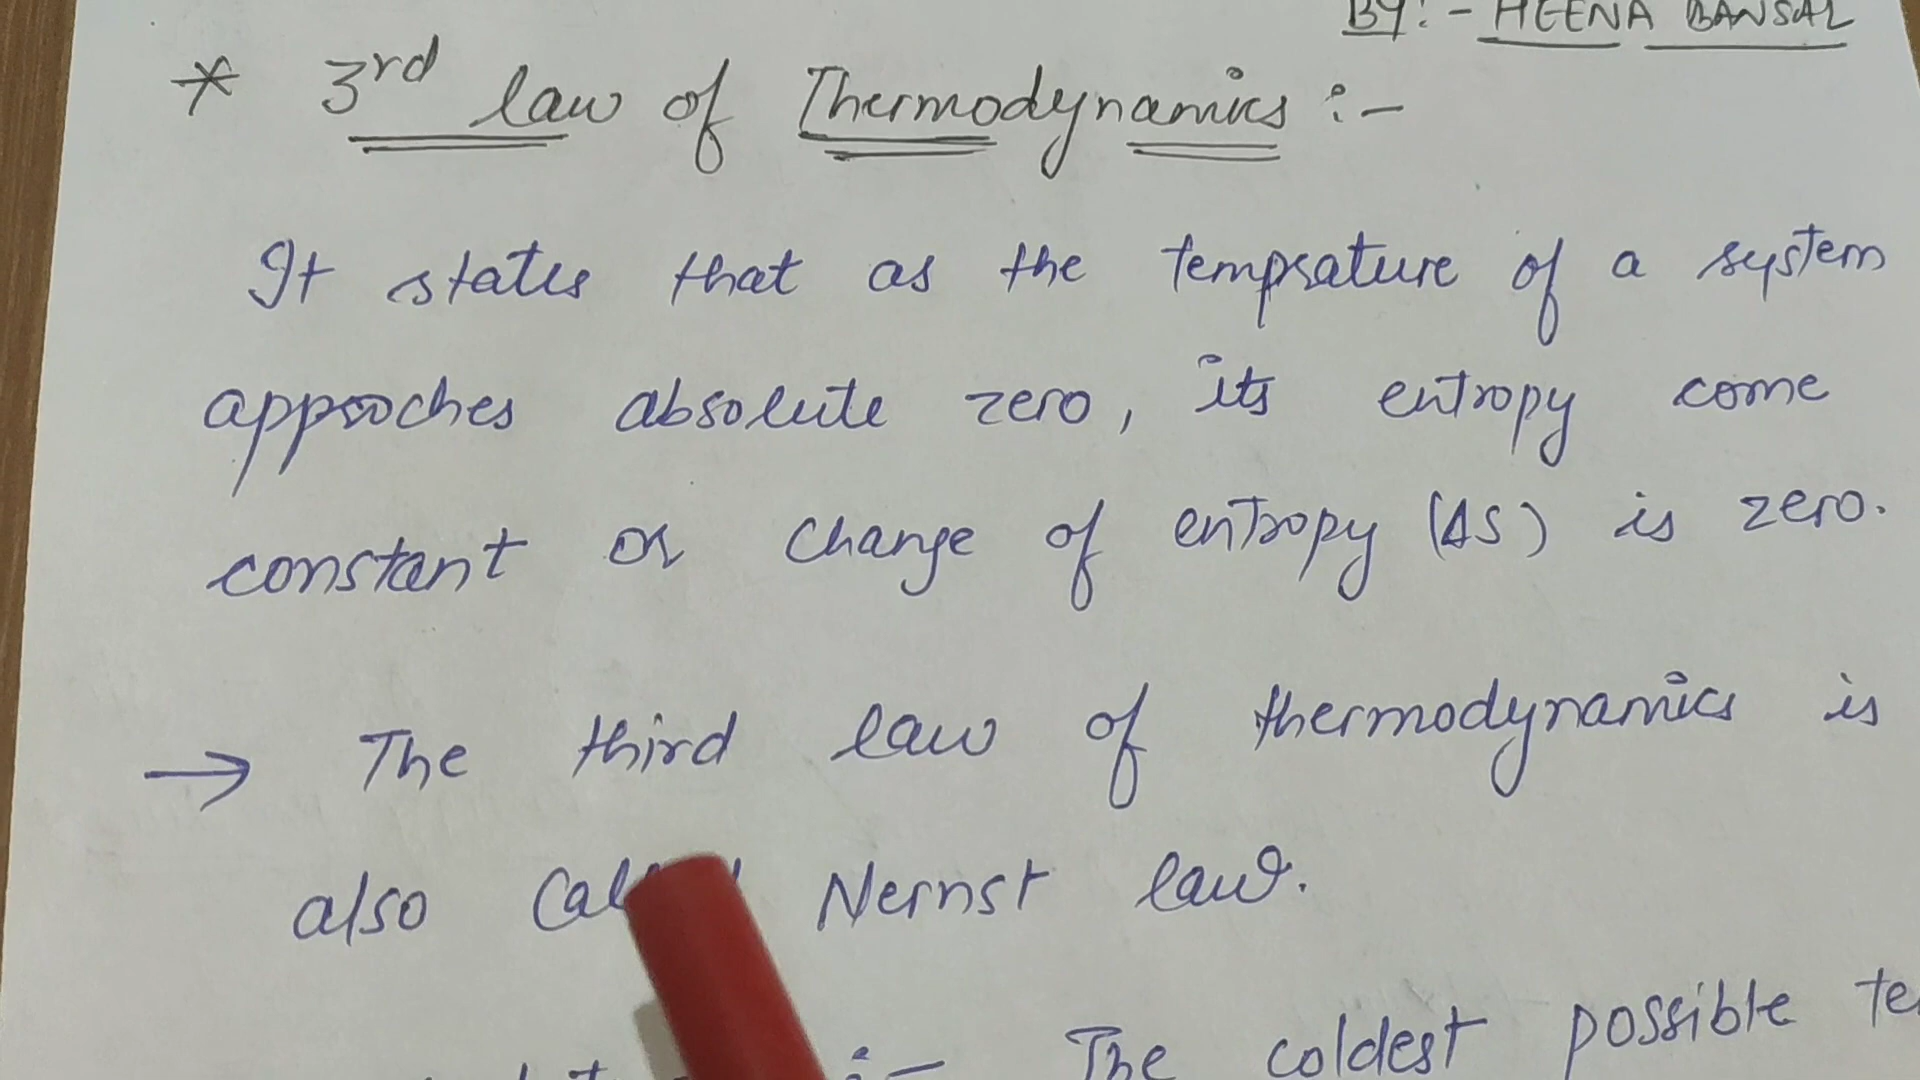 BY:- HEENA BANSAL
* 3rd law of Thermodynamics :-
It states that as the temprature of a system
approches absolute zero, its entropy come
constant or change of entropy (ΔS) is zero.
→ The third law of thermodynamics is
also Nernst law.
:- The coldest possible